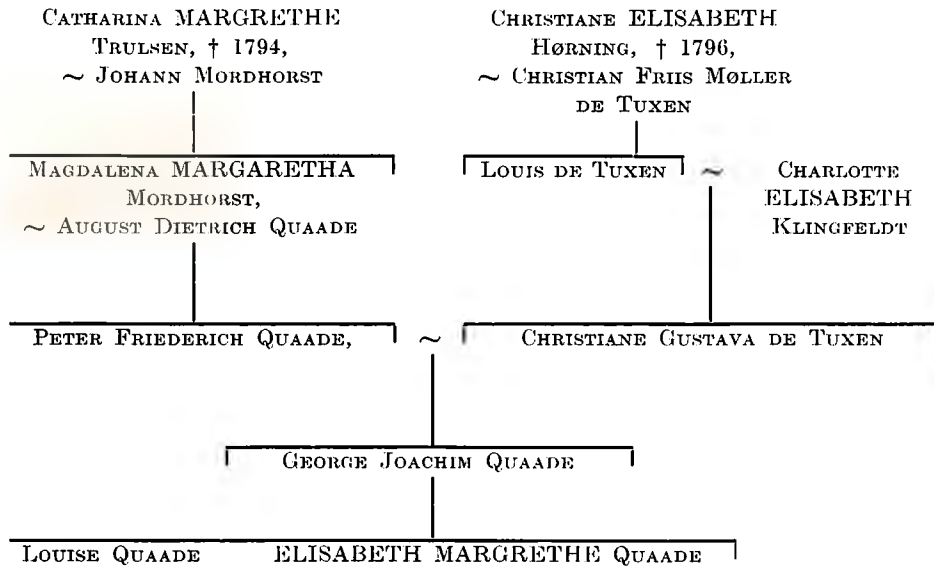 Catharina MARGRETHE
Trulsen, † 1794,
~ Johann Mordhorst
Christiane ELISABETH
Hørning, † 1796,
~ Christian Friis Møller
de Tuxen
Magdalena MARGARETHA
Mordhorst,
~ August Dietrich Quaade
Louis de Tuxen ~ Charlotte
ELISABETH
Klingfeldt
Peter Friederich Quaade, ~ Christiane Gustava de Tuxen
George Joachim Quaade
Louise Quaade ELISABETH MARGRETHE Quaade